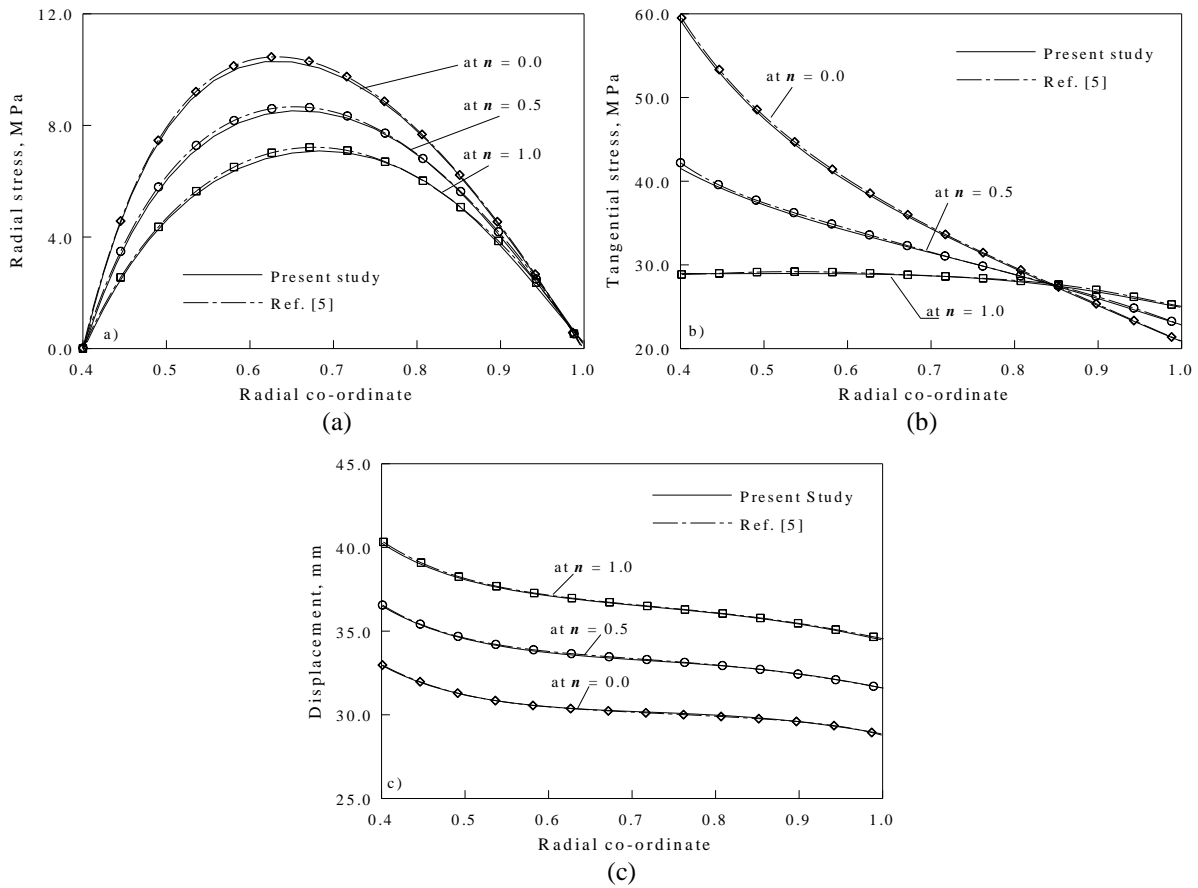 12.0
8.0
4.0
0.0
Radial stress, MPa
at n = 0.0
at n = 0.5
at n = 1.0
Present study
Ref. [5]
a)
0.4 0.5 0.6 0.7 0.8 0.9 1.0
Radial co-ordinate
(a)
60.0
50.0
40.0
30.0
20.0
Tangential stress, MPa
Present study
Ref. [5]
at n = 0.0
at n = 0.5
at n = 1.0
b)
0.4 0.5 0.6 0.7 0.8 0.9 1.0
Radial co-ordinate
(b)
45.0
40.0
35.0
30.0
25.0
Displacement, mm
Present Study
Ref. [5]
at n = 1.0
at n = 0.5
at n = 0.0
c)
0.4 0.5 0.6 0.7 0.8 0.9 1.0
Radial co-ordinate
(c)